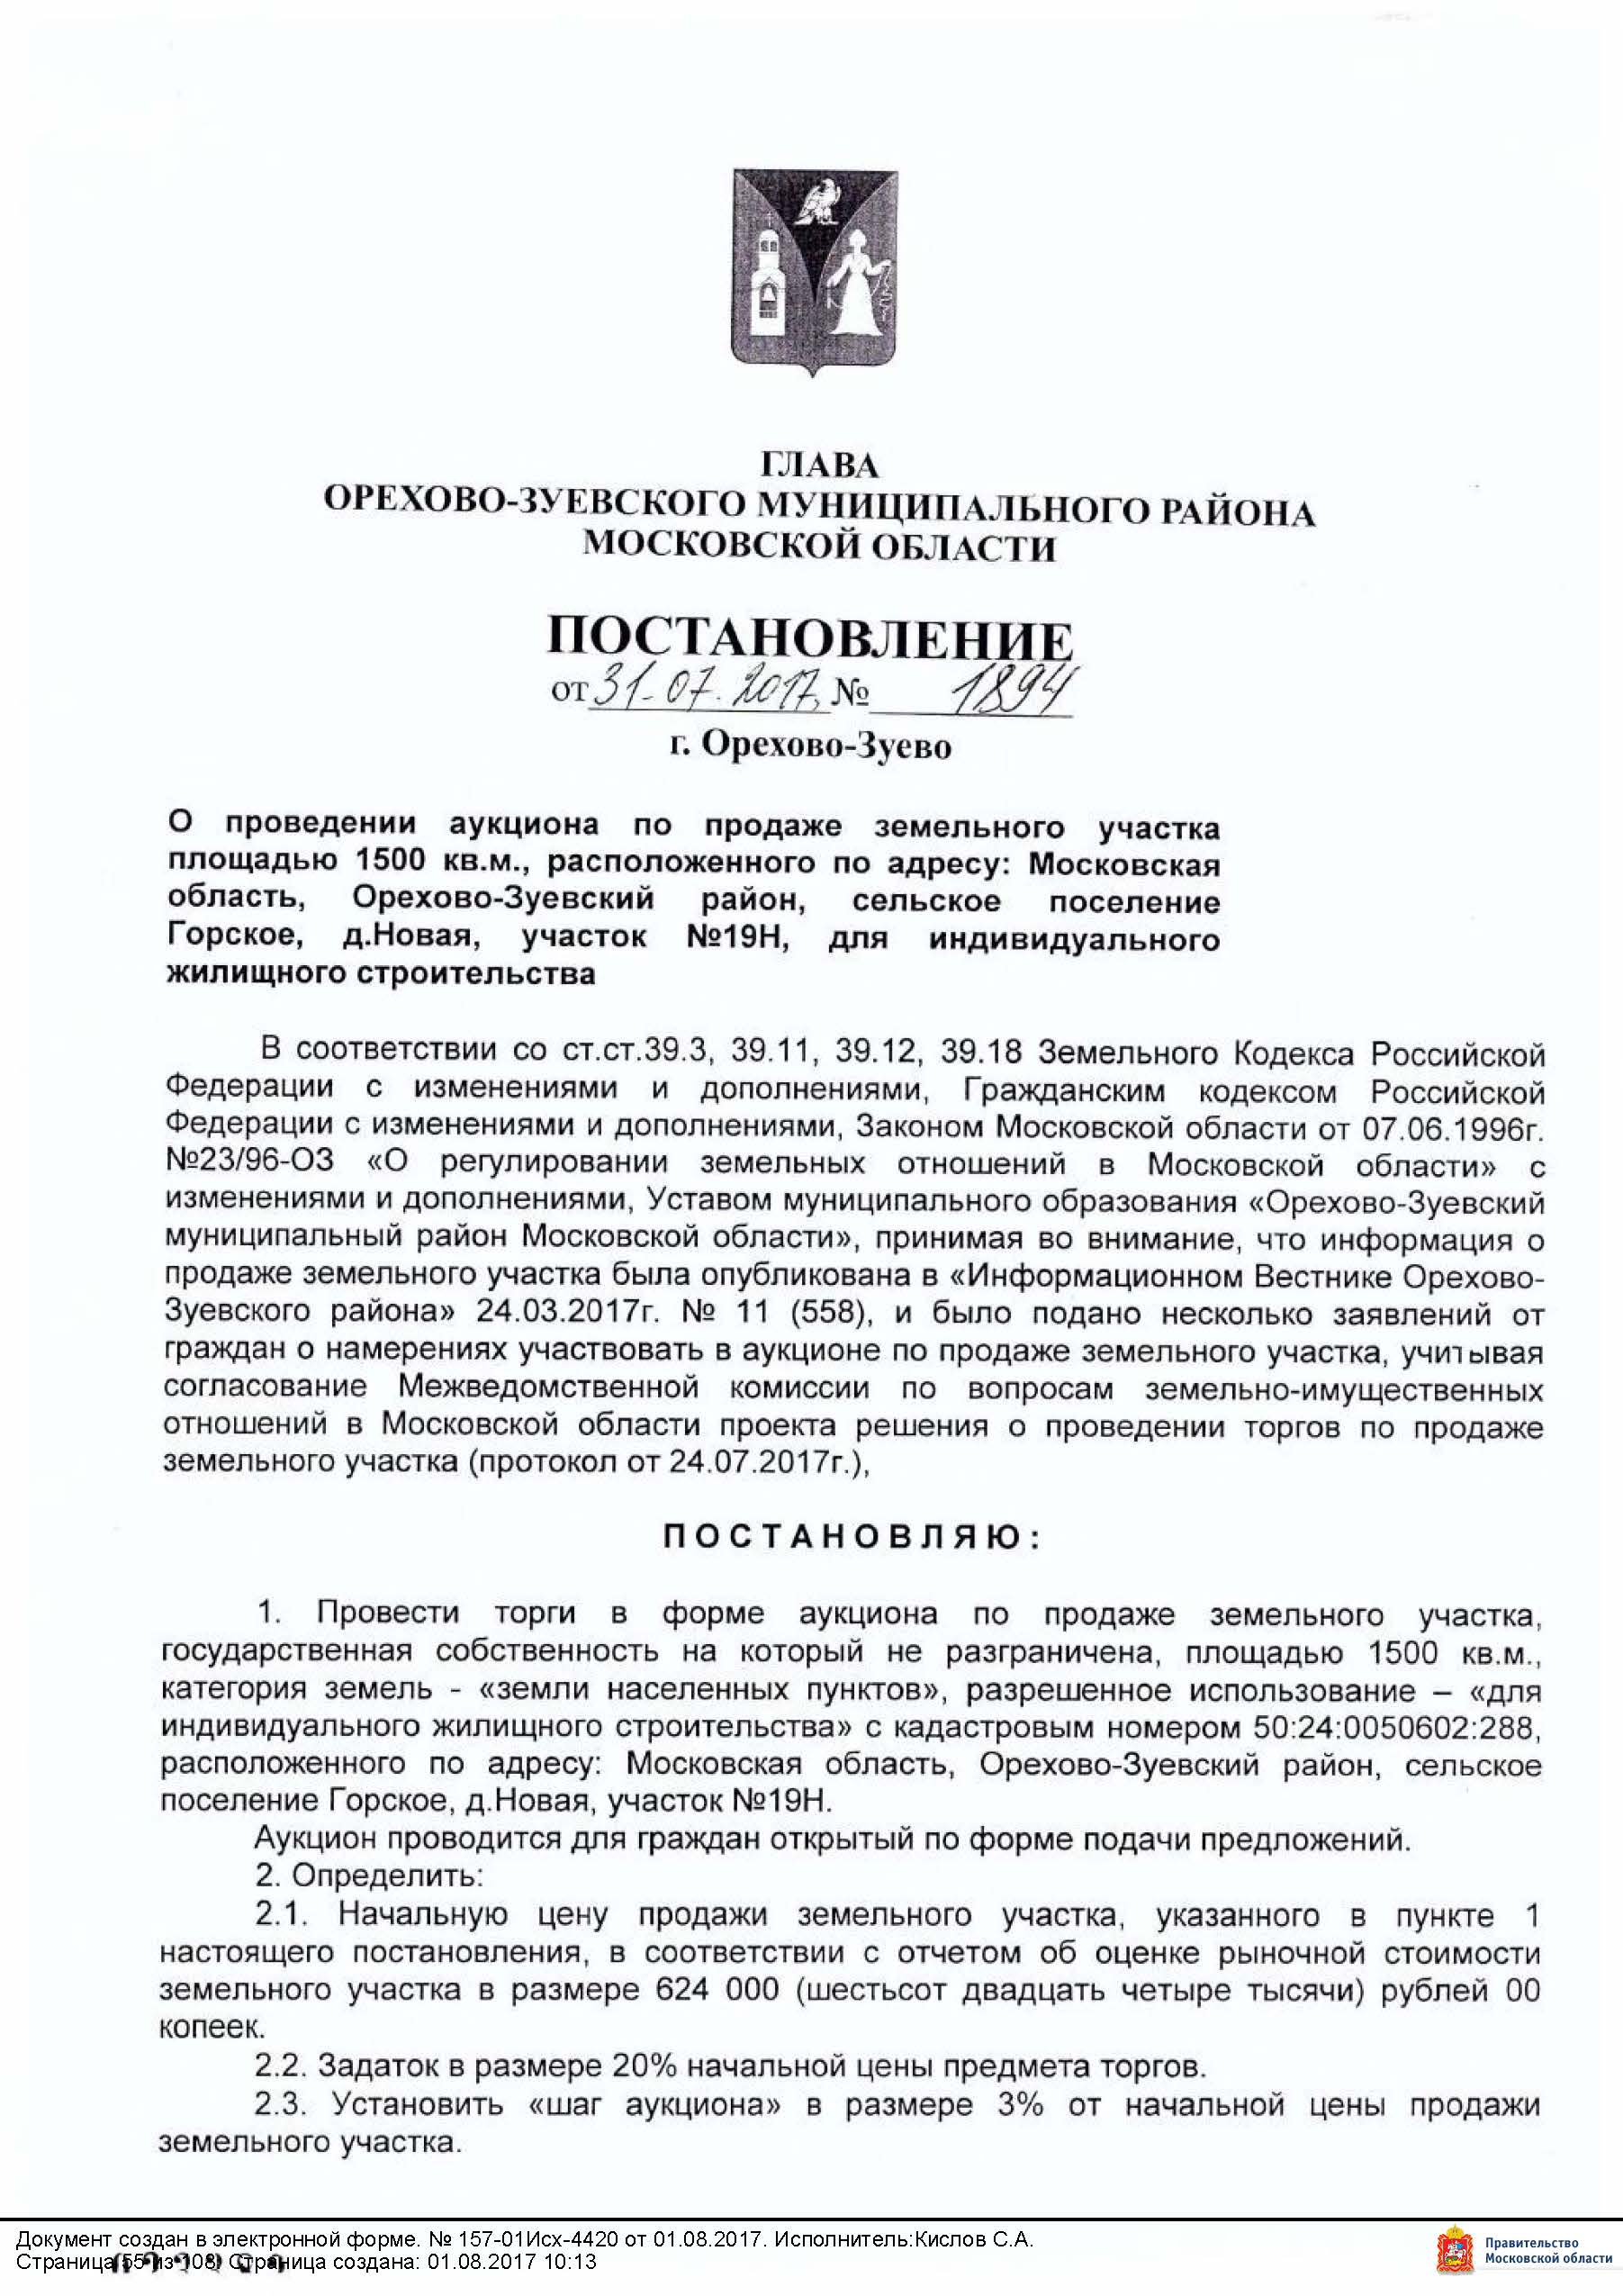 ГЛАВА
ОРЕХОВО-ЗУЕВСКОГО МУНИЦИПАЛЬНОГО РАЙОНА
МОСКОВСКОЙ ОБЛАСТИ
ПОСТАНОВЛЕНИЕ
от 31.07.2017, № 1894
г. Орехово-Зуево
О проведении аукциона по продаже земельного участка
площадью 1500 кв.м., расположенного по адресу: Московская
область, Орехово-Зуевский район, сельское поселение
Горское, д.Новая, участок №19Н, для индивидуального
жилищного строительства
В соответствии со ст.ст.39.3, 39.11, 39.12, 39.18 Земельного Кодекса Российской
Федерации с изменениями и дополнениями, Гражданским кодексом Российской
Федерации с изменениями и дополнениями, Законом Московской области от 07.06.1996г.
№23/96-ОЗ «О регулировании земельных отношений в Московской области» с
изменениями и дополнениями, Уставом муниципального образования «Орехово-Зуевский
муниципальный район Московской области», принимая во внимание, что информация о
продаже земельного участка была опубликована в «Информационном Вестнике Орехово-
Зуевского района» 24.03.2017г. № 11 (558), и было подано несколько заявлений от
граждан о намерениях участвовать в аукционе по продаже земельного участка, учитывая
согласование Межведомственной комиссии по вопросам земельно-имущественных
отношений в Московской области проекта решения о проведении торгов по продаже
земельного участка (протокол от 24.07.2017г.),
ПОСТАНОВЛЯЮ:
1. Провести торги в форме аукциона по продаже земельного участка,
государственная собственность на который не разграничена, площадью 1500 кв.м.,
категория земель - «земли населенных пунктов», разрешенное использование – «для
индивидуального жилищного строительства» с кадастровым номером 50:24:0050602:288,
расположенного по адресу: Московская область, Орехово-Зуевский район, сельское
поселение Горское, д.Новая, участок №19Н.
Аукцион проводится для граждан открытый по форме подачи предложений.
2. Определить:
2.1. Начальную цену продажи земельного участка, указанного в пункте 1
настоящего постановления, в соответствии с отчетом об оценке рыночной стоимости
земельного участка в размере 624 000 (шестьсот двадцать четыре тысячи) рублей 00
копеек.
2.2. Задаток в размере 20% начальной цены предмета торгов.
2.3. Установить «шаг аукциона» в размере 3% от начальной цены продажи
земельного участка.
Документ создан в электронной форме. № 157-01Исх-4420 от 01.08.2017. Исполнитель:Кислов С.А.
Страница 55 из 108. Страница создана: 01.08.2017 10:13
Правительство
Московской области